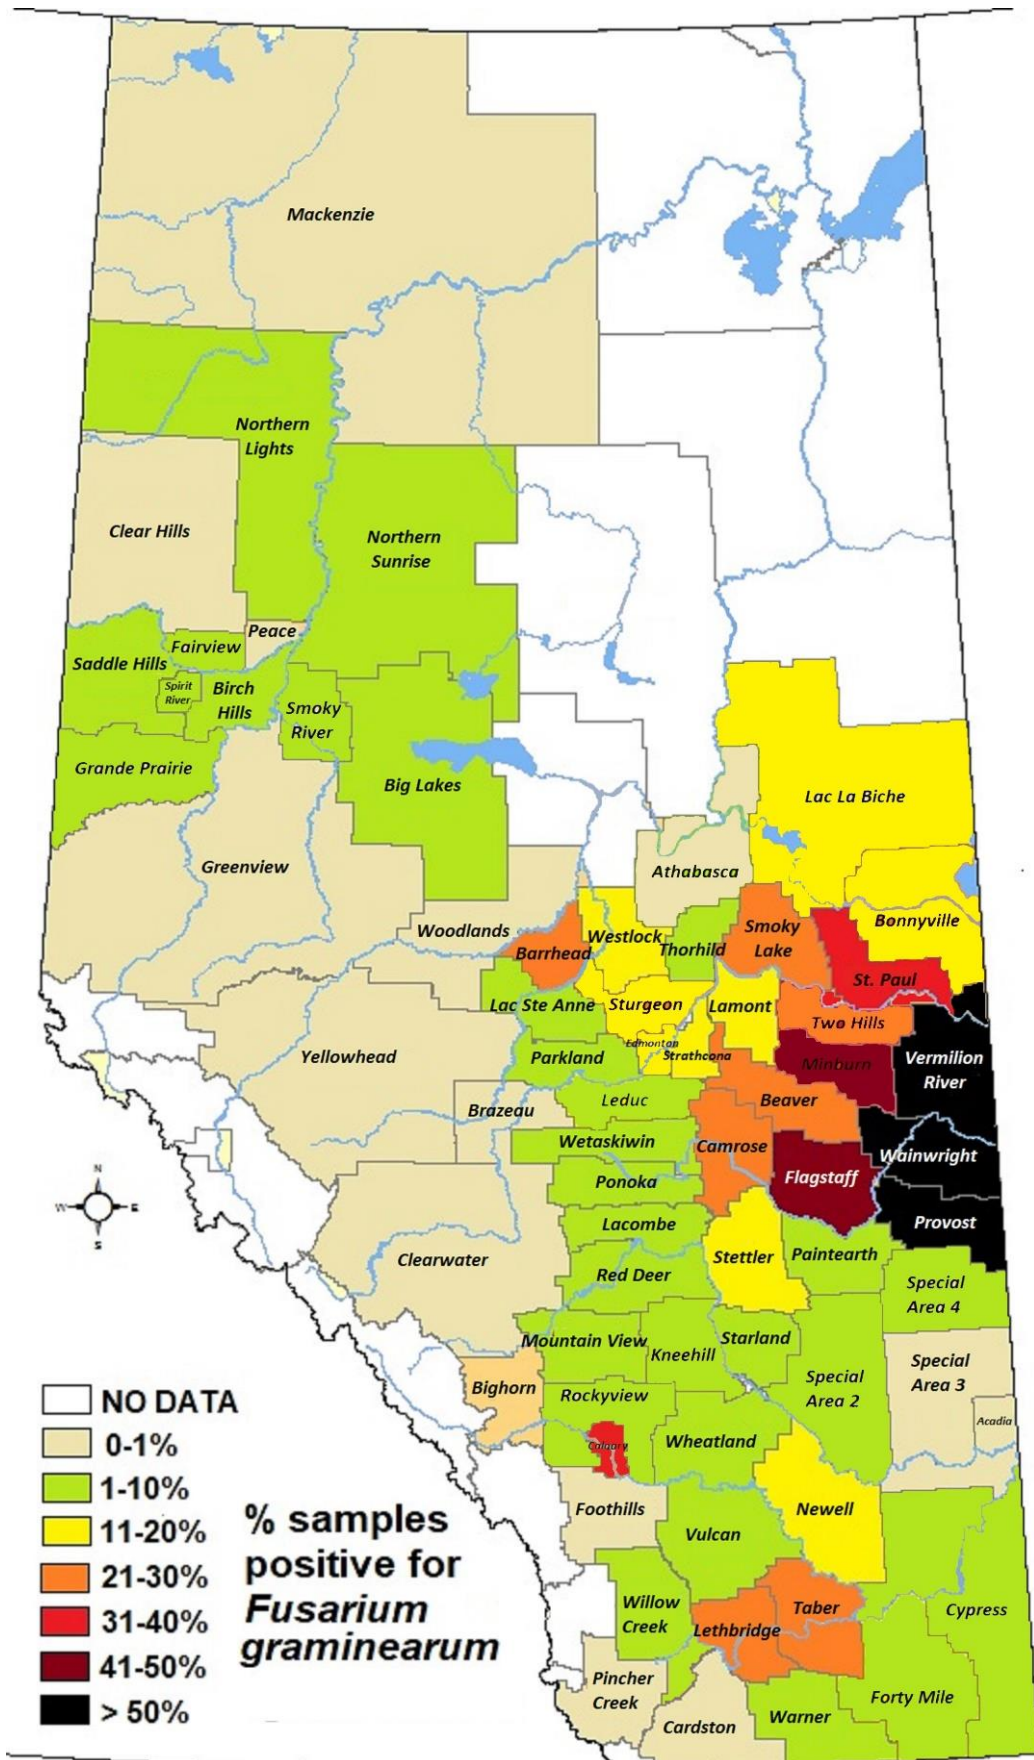 Mackenzie
Northern
Lights
Clear Hills
Northern
Sunrise
Peace
Fairview
Saddle Hills
Spirit
River
Birch
Hills
Smoky
River
Grande Prairie
Big Lakes
Lac La Biche
Greenview
Athabasca
Woodlands
Barrhead
Westlock
Thorhild
Smoky
Lake
Bonnyville
St. Paul
Lac Ste Anne
Sturgeon
Lamont
Two Hills
Edmonton
Strathcona
Yellowhead
Parkland
Minburn
Vermilion
River
Brazeau
Leduc
Beaver
Wetaskiwin
Camrose
Wainwright
Ponoka
Flagstaff
Provost
Lacombe
Clearwater
Stettler
Paintearth
Red Deer
Special
Area 4
Mountain View
Kneehill
Starland
Special
Area 2
Special
Area 3
Bighorn
Rockyview
Acadia
Calgary
Wheatland
Foothills
Newell
Vulcan
Willow
Creek
Lethbridge
Taber
Cypress
Pincher
Creek
Cardston
Warner
Forty Mile
N
W
E
S
NO DATA
0-1%
1-10%
11-20%
21-30%
31-40%
41-50%
> 50%
% samples
positive for
Fusarium
graminearum